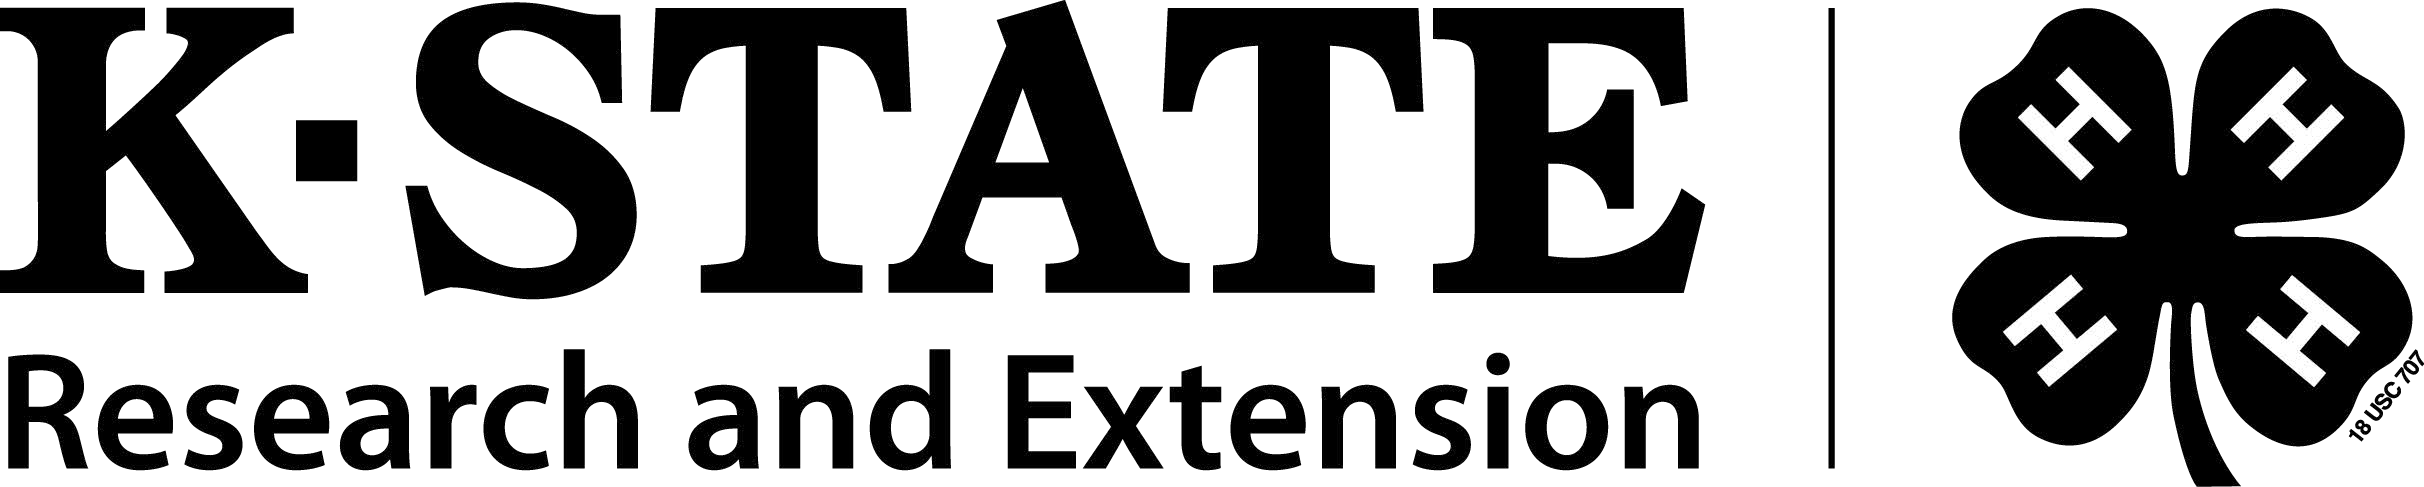 K·STATE
Research and Extension
H H
H H
18 USC 707